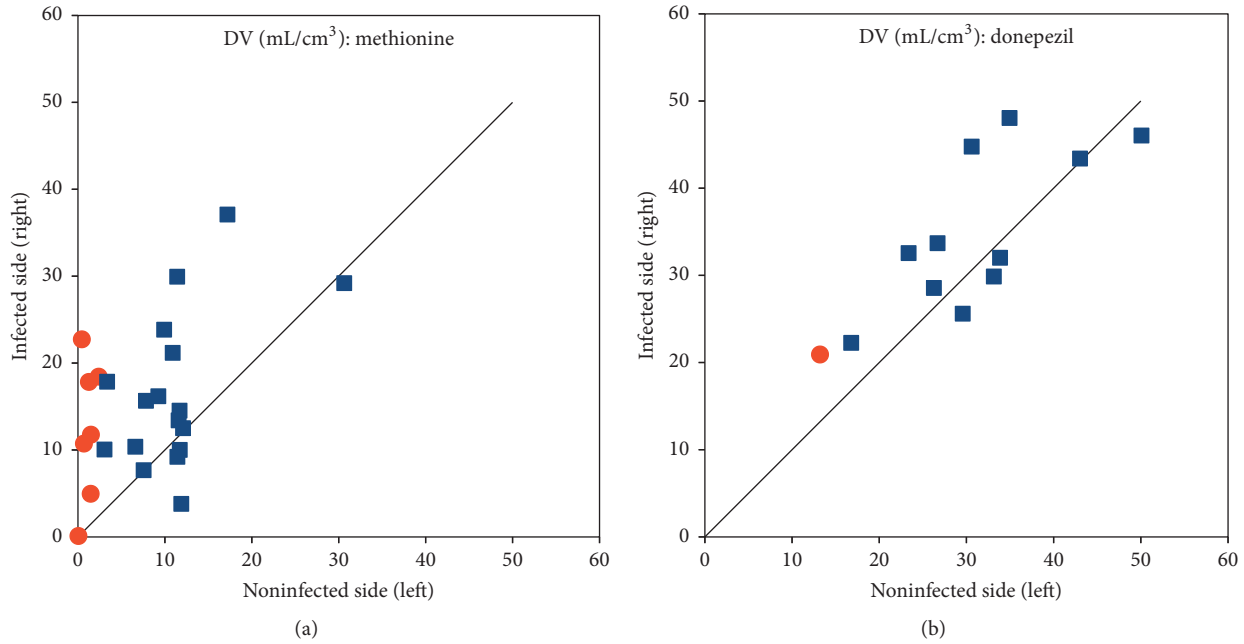 DV (mL/cm³): methionine
60
50
40
30
20
10
0
Infected side (right)
0 10 20 30 40 50 60
Noninfected side (left)
(a)
DV (mL/cm³): donepezil
60
50
40
30
20
10
0
Infected side (right)
0 10 20 30 40 50 60
Noninfected side (left)
(b)